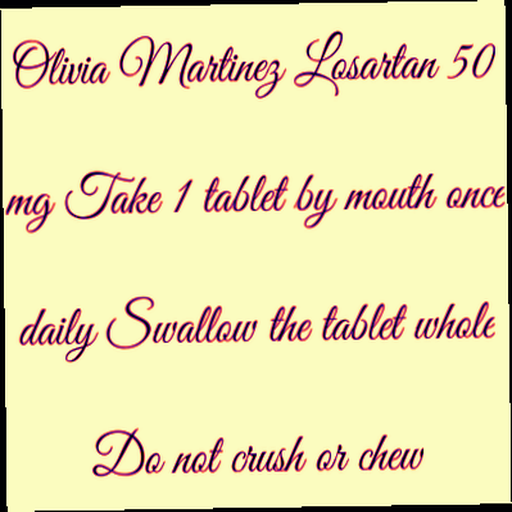 Olivia Martinez Losartan 50
mg Take 1 tablet by mouth once
daily Swallow the tablet whole
Do not crush or chew